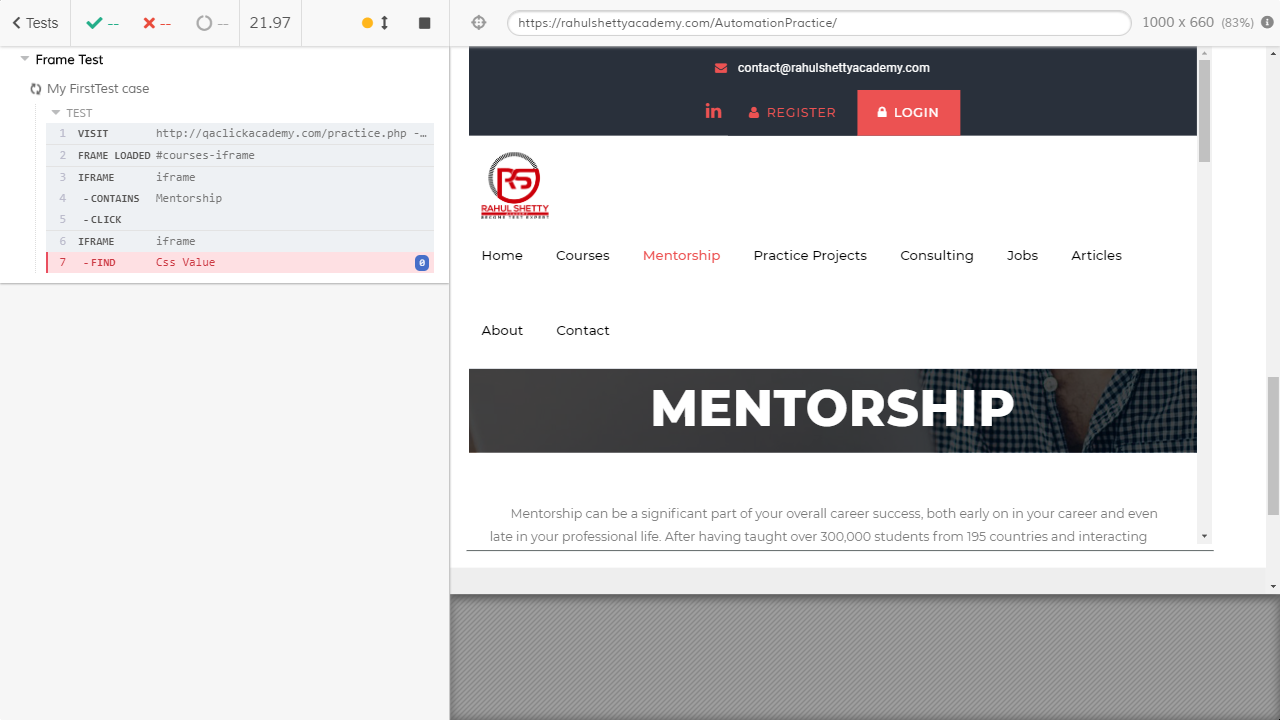 Tests
--
--
--
21.97
https://rahulshettyacademy.com/AutomationPractice/
1000 x 660 (83%)
Frame Test
My FirstTest case
TEST
1 VISIT http://qaclickacademy.com/practice.php -…
2 FRAME LOADED #courses-iframe
3 IFRAME iframe
4 -CONTAINS Mentorship
5 -CLICK
6 IFRAME iframe
7 -FIND Css Value 0
contact@rahulshettyacademy.com
in REGISTER LOGIN
RS
RAHUL SHETTY
ACADEMY
BECOME TEST EXPERT
Home Courses Mentorship Practice Projects Consulting Jobs Articles
About Contact
MENTORSHIP
Mentorship can be a significant part of your overall career success, both early on in your career and even
late in your professional life. After having taught over 300,000 students from 195 countries and interacting